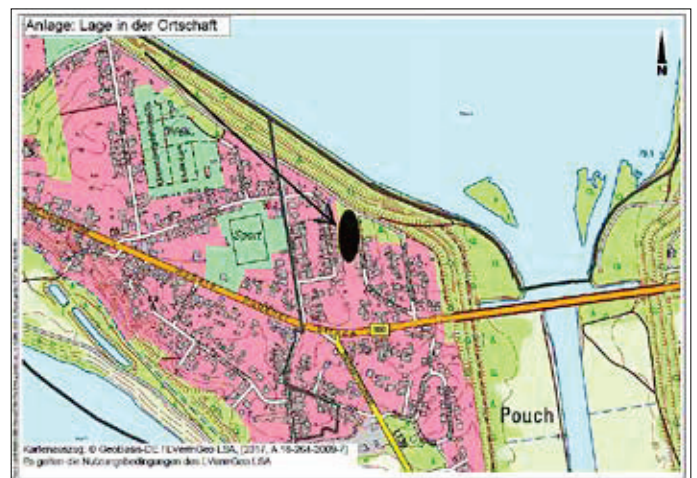 Anlage: Lage in der Ortschaft
N
Sport
100
Pouch
Kartenauszug: © GeoBasis-DE / LVermGeo LSA, [2017, A 18-264-2009-7]
Es gelten die Nutzungsbedingungen des LVermGeo LSA